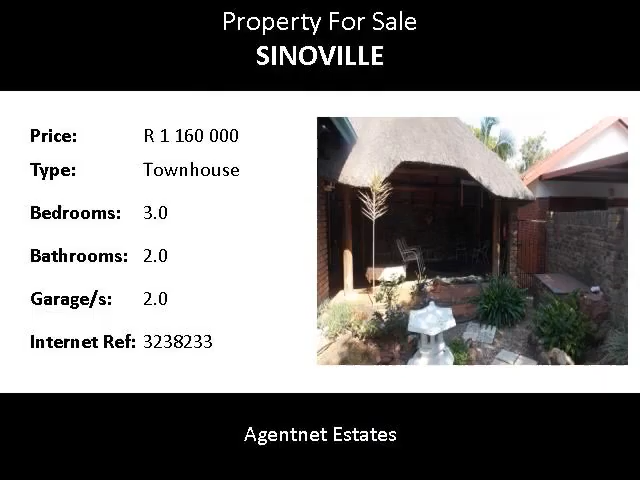 Property For Sale
SINOVILLE
Price: R 1 160 000
Type: Townhouse
Bedrooms: 3.0
Bathrooms: 2.0
Garage/s: 2.0
Internet Ref: 3238233
Agentnet Estates